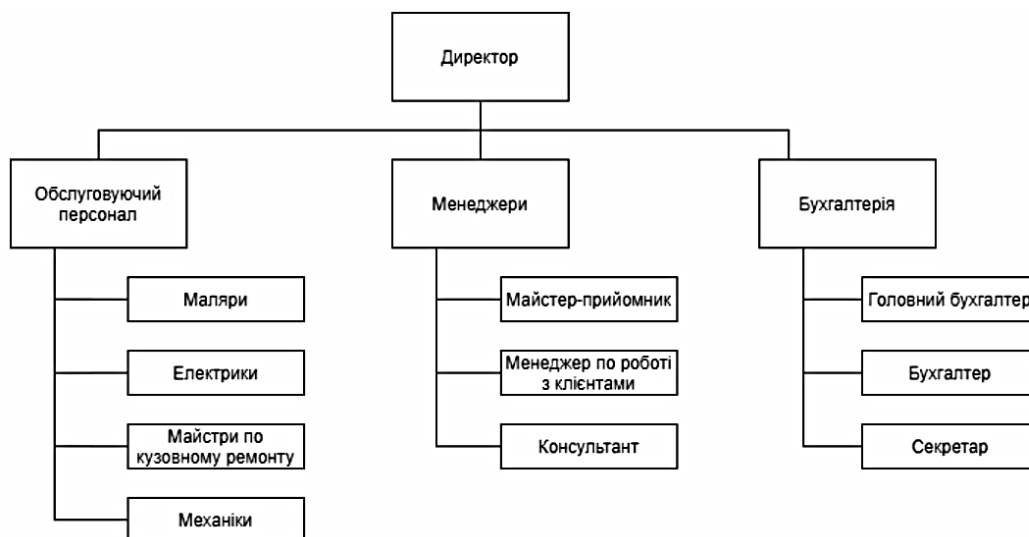 Директор
Обслуговуючий
персонал
Менеджери
Бухгалтерія
Маляри
Майстер-прийомник
Головний бухгалтер
Електрики
Менеджер по роботі
з клієнтами
Бухгалтер
Майстри по
кузовному ремонту
Консультант
Секретар
Механіки